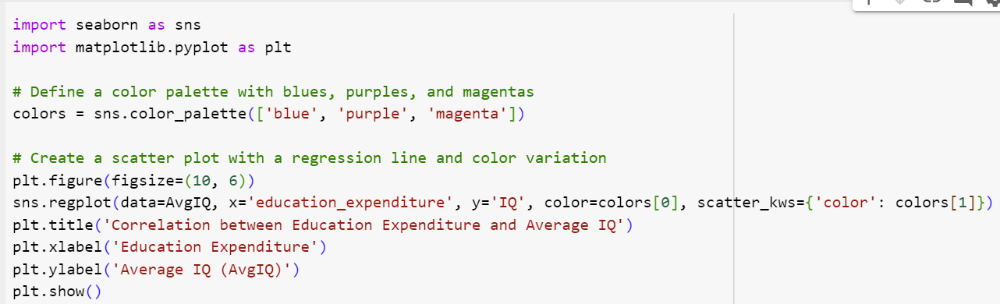 import seaborn as sns
import matplotlib.pyplot as plt
# Define a color palette with blues, purples, and magentas
colors = sns.color_palette(['blue', 'purple', 'magenta'])
# Create a scatter plot with a regression line and color variation
plt.figure(figsize=(10, 6))
sns.regplot(data=AvgIQ, x='education_expenditure', y='IQ', color=colors[0], scatter_kws={'color': colors[1]})
plt.title('Correlation between Education Expenditure and Average IQ')
plt.xlabel('Education Expenditure')
plt.ylabel('Average IQ (AvgIQ)')
plt.show()